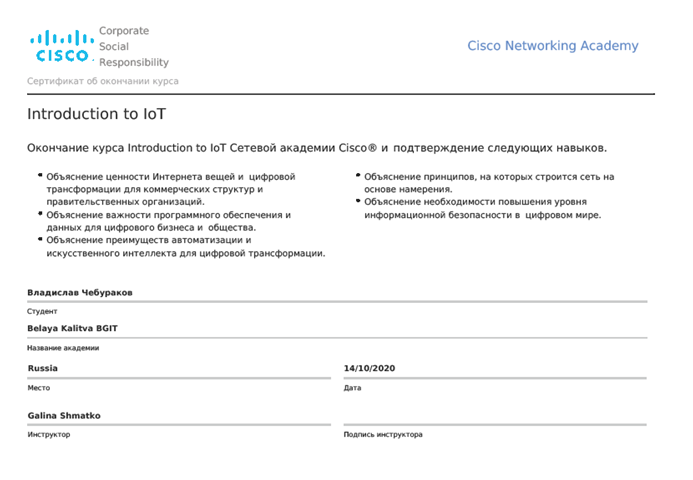 Corporate
Social
Responsibility
CISCO.
Cisco Networking Academy
Сертификат об окончании курса
Introduction to IoT
Окончание курса Introduction to IoT Сетевой академии Cisco® и подтверждение следующих навыков.
• Объяснение ценности Интернета вещей и цифровой
трансформации для коммерческих структур и
правительственных организаций.
• Объяснение важности программного обеспечения и
данных для цифрового бизнеса и общества.
• Объяснение преимуществ автоматизации и
искусственного интеллекта для цифровой трансформации.
• Объяснение принципов, на которых строится сеть на
основе намерения.
• Объяснение необходимости повышения уровня
информационной безопасности в цифровом мире.
Владислав Чебураков
Студент
Belaya Kalitva BGIT
Название академии
Russia
Место
14/10/2020
Дата
Galina Shmatko
Инструктор
Подпись инструктора